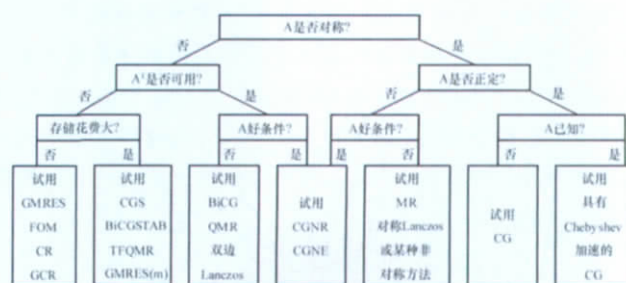 A是否对称?
否
是
Aᵀ是否可用?
A是否正定?
否
是
否
是
存储花费大?
A好条件?
A好条件?
A已知?
否
是
否
是
是
否
否
是
试用
GMRES
FOM
CR
GCR
试用
CGS
BiCGSTAB
TFQMR
GMRES(m)
试用
BiCG
QMR
双边
Lanczos
试用
CGNR
CGNE
试用
MR
对称Lanczos
或某种非
对称方法
试用
CG
试用
具有
Chebyshev
加速的
CG